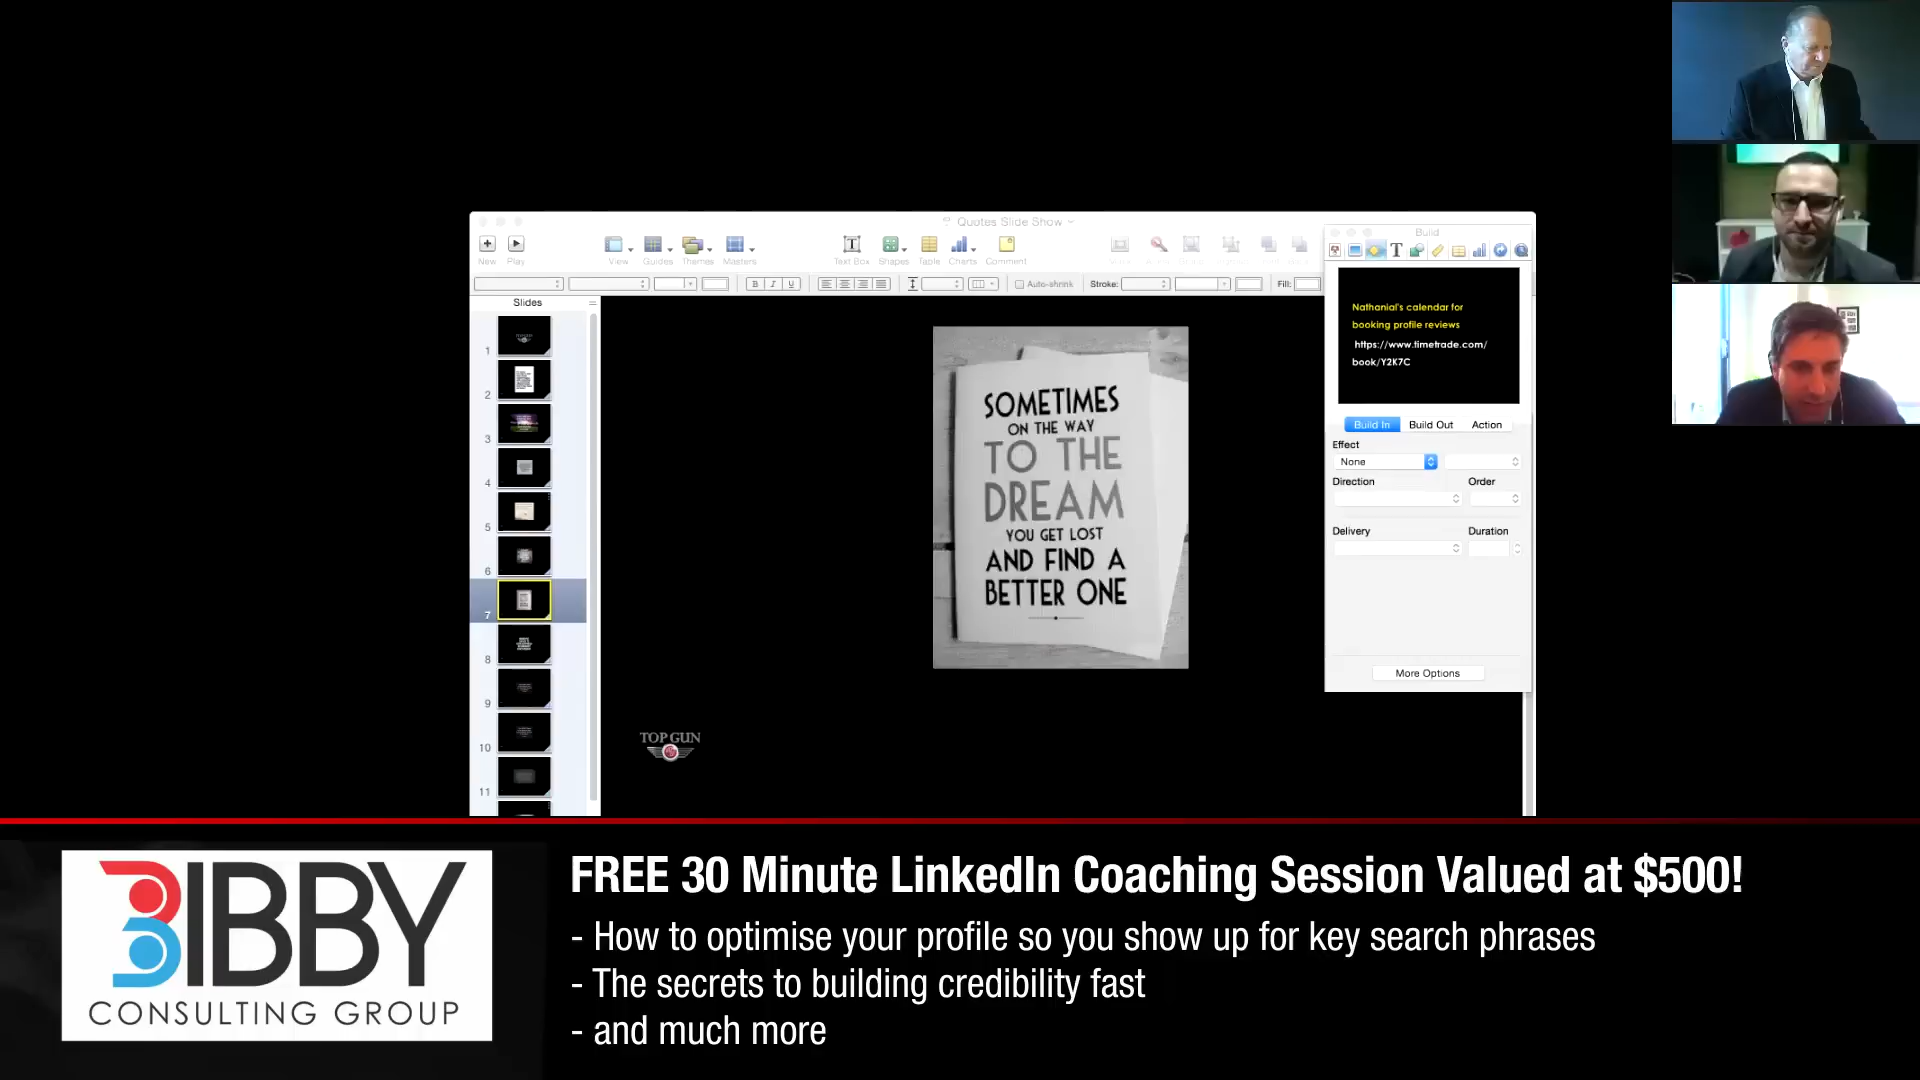 Quotes Slide Show
New
Play
View
Guides
Themes
Masters
Text Box
Shapes
Table
Charts
Comment
Build
B I U
Auto-shrink
Stroke:
Fill:
Slides
1
2
3
4
5
6
7
8
9
10
11
SOMETIMES
ON THE WAY
TO THE
DREAM
YOU GET LOST
AND FIND A
BETTER ONE
TOP GUN
Nathanial's calendar for
booking profile reviews
https://www.timetrade.com/
book/Y2K7C
Build In
Build Out
Action
Effect
None
Direction
Order
Delivery
Duration
More Options
BIBBY
CONSULTING GROUP
FREE 30 Minute LinkedIn Coaching Session Valued at $500!
- How to optimise your profile so you show up for key search phrases
- The secrets to building credibility fast
- and much more